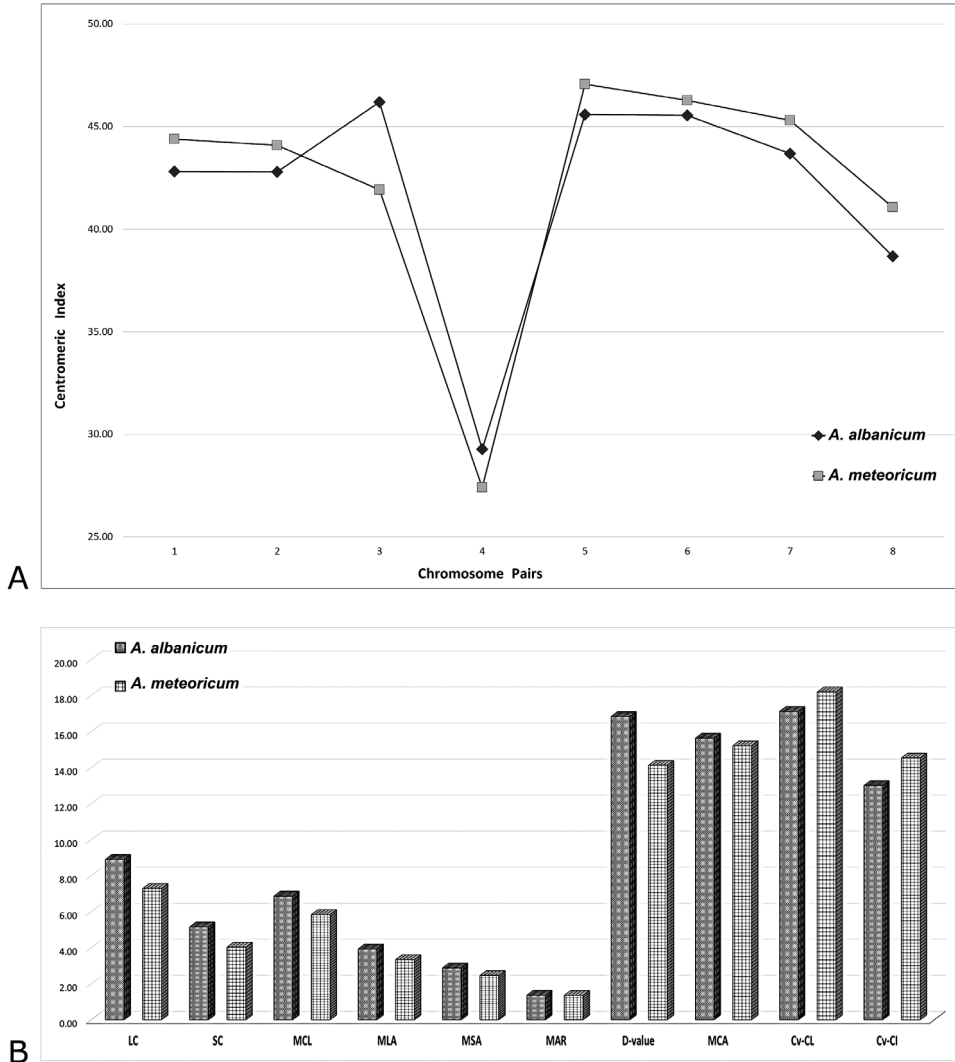 50.00
45.00
40.00
35.00
30.00
25.00
Centromeric Index
A. albanicum
A. meteoricum
1 2 3 4 5 6 7 8
Chromosome Pairs
A
A. albanicum
A. meteoricum
20.00
18.00
16.00
14.00
12.00
10.00
8.00
6.00
4.00
2.00
0.00
LC SC MCL MLA MSA MAR D-value MCA Cv-CL Cv-CI
B